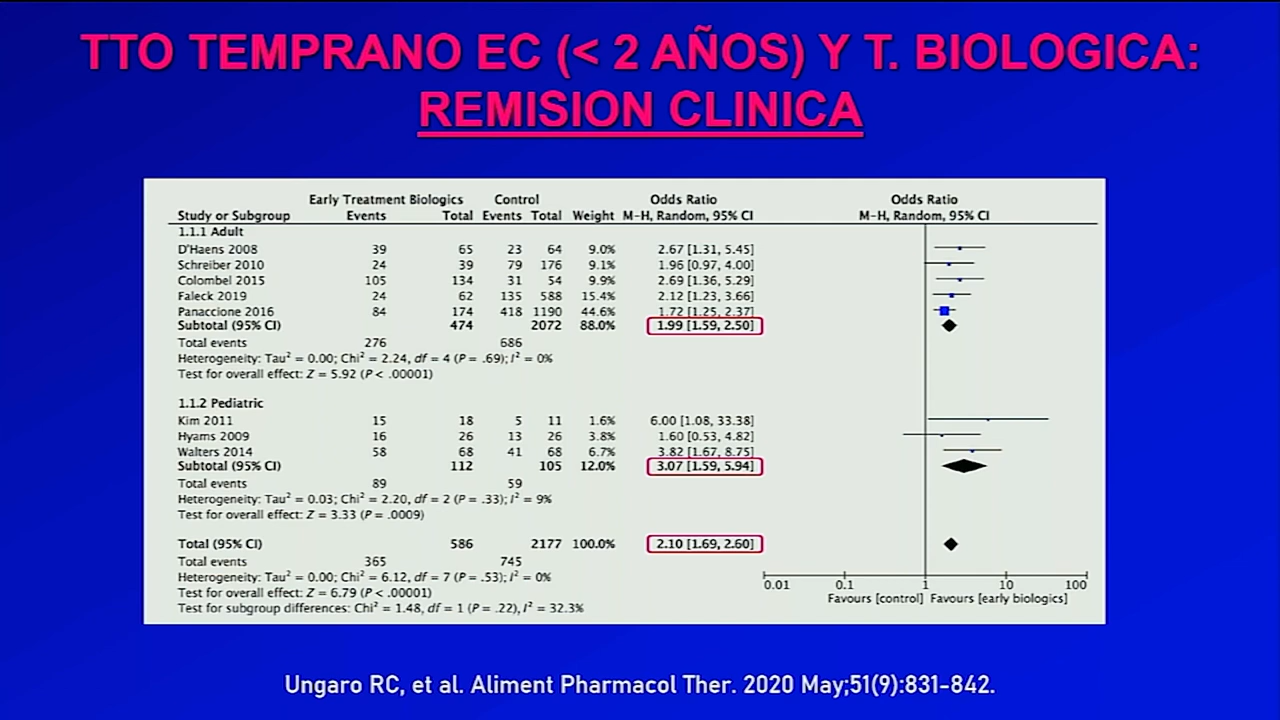 TTO TEMPRANO EC (< 2 AÑOS) Y T. BIOLOGICA:
REMISION CLINICA
Early Treatment Biologics Control Odds Ratio Odds Ratio
Study or Subgroup Events Total Events Total Weight M-H, Random, 95% CI M-H, Random, 95% CI
1.1.1 Adult
D'Haens 2008 39 65 23 64 9.0% 2.67 [1.31, 5.45]
Schreiber 2010 24 39 79 176 9.1% 1.96 [0.97, 4.00]
Colombel 2015 105 134 31 54 9.9% 2.69 [1.36, 5.29]
Faleck 2019 24 62 135 588 15.4% 2.12 [1.23, 3.66]
Panaccione 2016 84 174 418 1190 44.6% 1.72 [1.25, 2.37]
Subtotal (95% CI) 474 2072 88.0% 1.99 [1.59, 2.50]
Total events 276 686
Heterogeneity: Tau² = 0.00; Chi² = 2.24, df = 4 (P = .69); I² = 0%
Test for overall effect: Z = 5.92 (P < .00001)
1.1.2 Pediatric
Kim 2011 15 18 5 11 1.6% 6.00 [1.08, 33.38]
Hyams 2009 16 26 13 26 3.8% 1.60 [0.53, 4.82]
Walters 2014 58 68 41 68 6.7% 3.82 [1.67, 8.75]
Subtotal (95% CI) 112 105 12.0% 3.07 [1.59, 5.94]
Total events 89 59
Heterogeneity: Tau² = 0.03; Chi² = 2.20, df = 2 (P = .33); I² = 9%
Test for overall effect: Z = 3.33 (P = .0009)
Total (95% CI) 586 2177 100.0% 2.10 [1.69, 2.60]
Total events 365 745
Heterogeneity: Tau² = 0.00; Chi² = 6.12, df = 7 (P = .53); I² = 0%
Test for overall effect: Z = 6.79 (P < .00001)
Test for subgroup differences: Chi² = 1.48, df = 1 (P = .22), I² = 32.3%
0.01 0.1 1 10 100
Favours [control] Favours [early biologics]
Ungaro RC, et al. Aliment Pharmacol Ther. 2020 May;51(9):831-842.